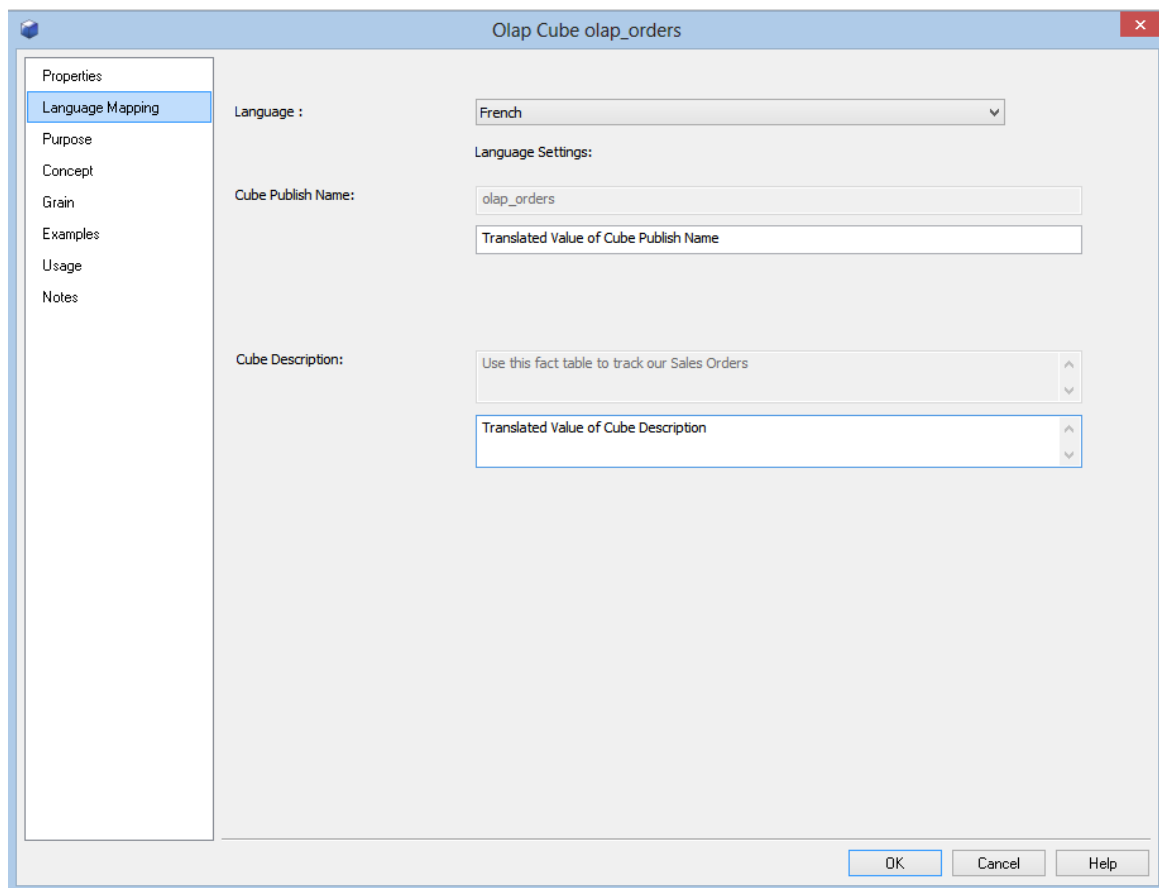 Olap Cube olap_orders
Properties
Language Mapping
Purpose
Concept
Grain
Examples
Usage
Notes
Language :
French
Language Settings:
Cube Publish Name:
olap_orders
Translated Value of Cube Publish Name
Cube Description:
Use this fact table to track our Sales Orders
Translated Value of Cube Description
OK
Cancel
Help